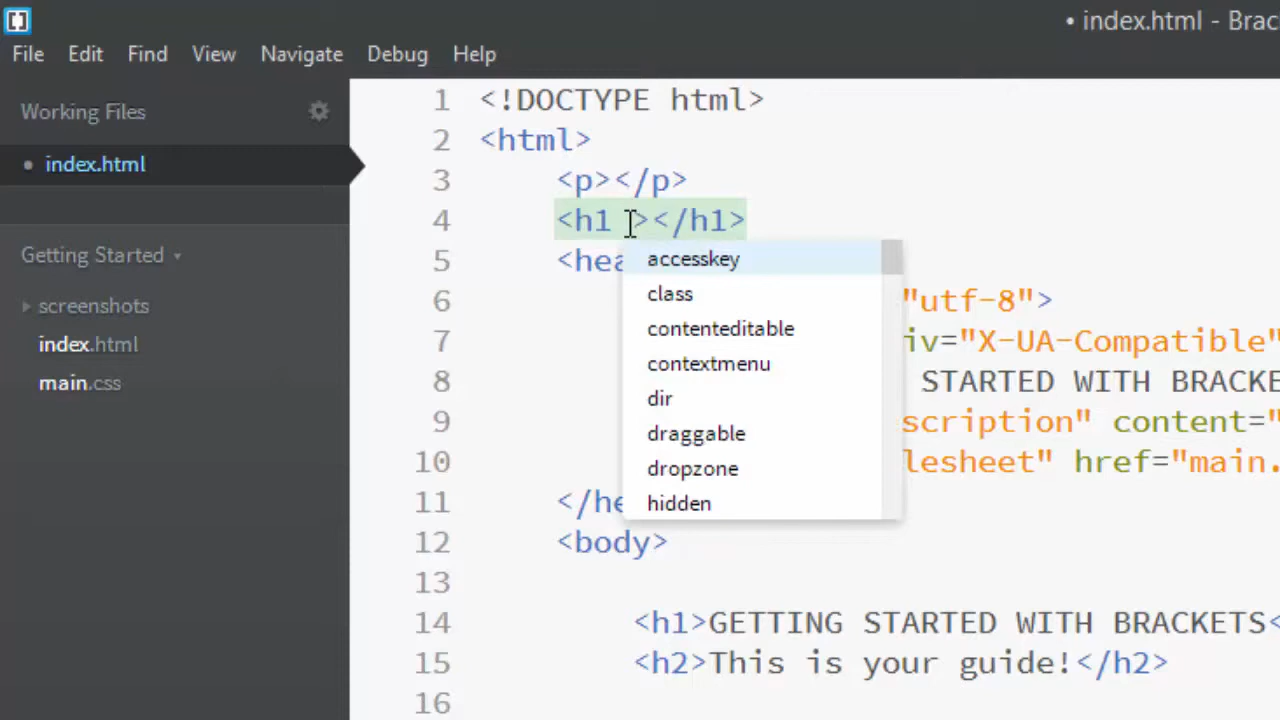 • index.html - Brac
File Edit Find View Navigate Debug Help
Working Files
• index.html
Getting Started
screenshots
index.html
main.css
1 <!DOCTYPE html>
2 <html>
3 <p></p>
4 <h1 ></h1>
5 <hea
6 "utf-8">
7 iv="X-UA-Compatible"
8 STARTED WITH BRACKE
9 scription" content="
10 lesheet" href="main.
11 </he
12 <body>
13
14 <h1>GETTING STARTED WITH BRACKETS<
15 <h2>This is your guide!</h2>
16
accesskey
class
contenteditable
contextmenu
dir
draggable
dropzone
hidden